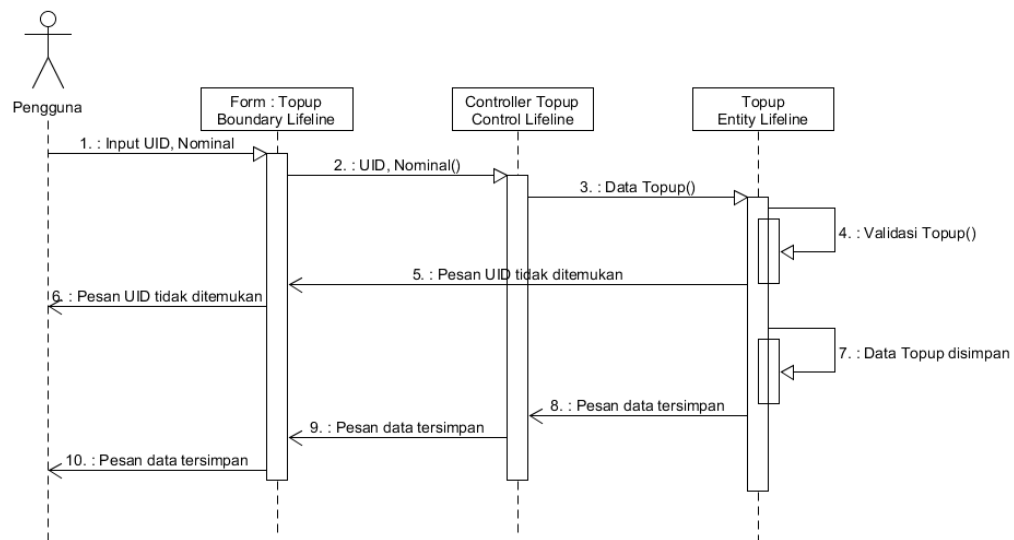 Pengguna
Form : Topup
Boundary Lifeline
Controller Topup
Control Lifeline
Topup
Entity Lifeline
1. : Input UID, Nominal
2. : UID, Nominal()
3. : Data Topup()
4. : Validasi Topup()
5. : Pesan UID tidak ditemukan
6. : Pesan UID tidak ditemukan
7. : Data Topup disimpan
8. : Pesan data tersimpan
9. : Pesan data tersimpan
10. : Pesan data tersimpan